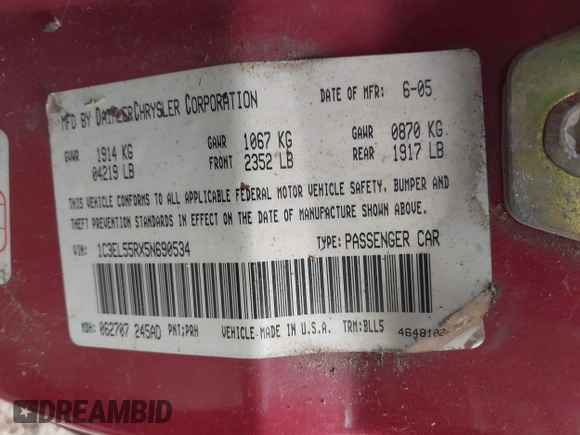 MFD BY DAIMLERCHRYSLER CORPORATION DATE OF MFR: 6-05
GVWR 1914 KG GAWR 1067 KG GAWR 0870 KG
04219 LB FRONT 2352 LB REAR 1917 LB
THIS VEHICLE CONFORMS TO ALL APPLICABLE FEDERAL MOTOR VEHICLE SAFETY, BUMPER AND
THEFT PREVENTION STANDARDS IN EFFECT ON THE DATE OF MANUFACTURE SHOWN ABOVE.
VIN: 1C3EL55RX5N690534 TYPE: PASSENGER CAR
MDH: 062707 245AD PNT: PRH VEHICLE MADE IN U.S.A. TRM: BLL5
DREAMBID